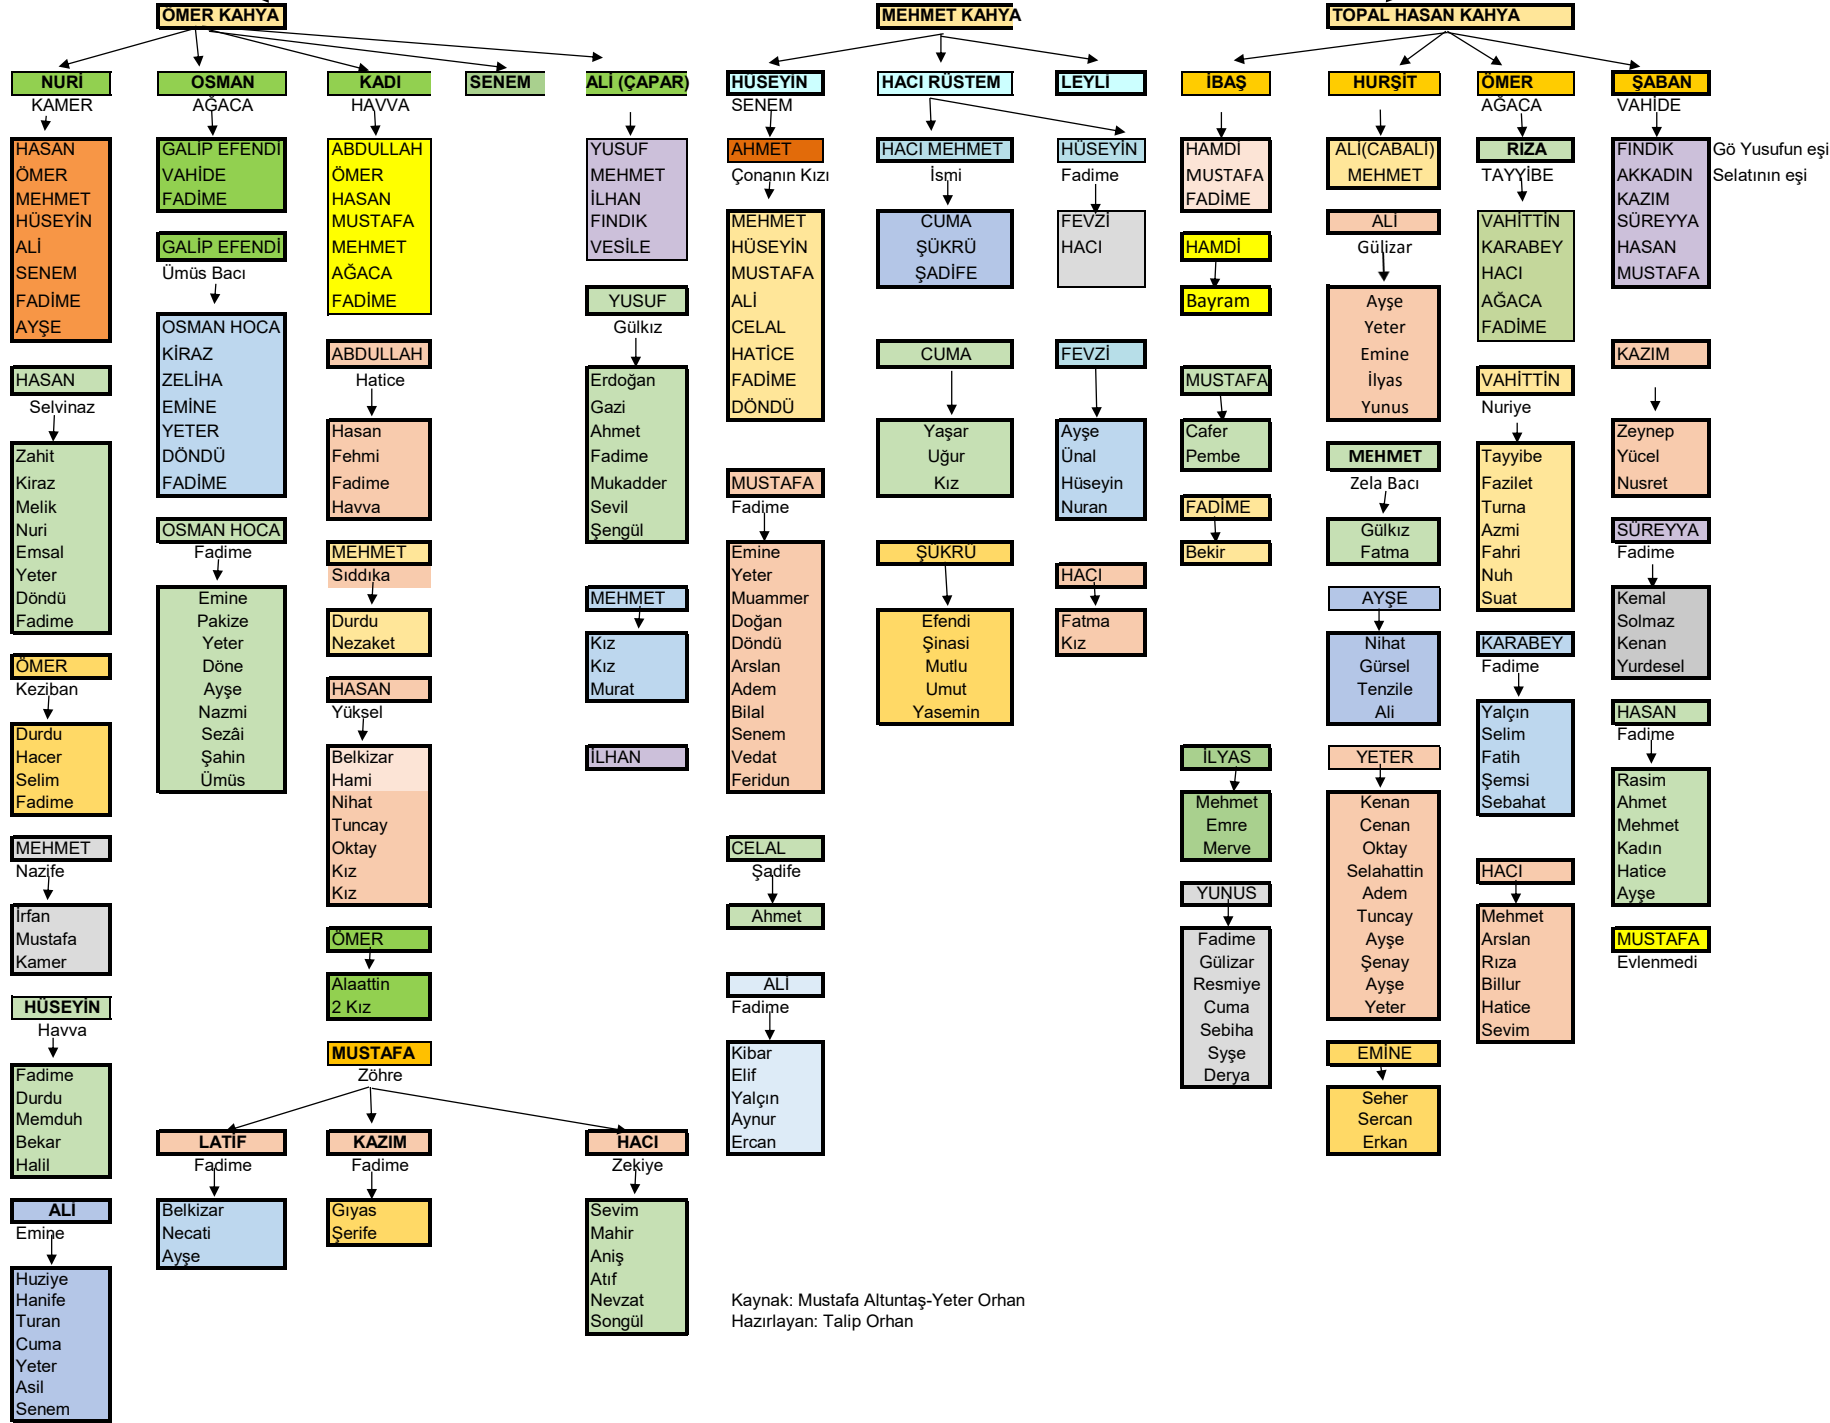 ÖMER KAHYA
MEHMET KAHYA
TOPAL HASAN KAHYA
NURİ
KAMER
HASAN
ÖMER
MEHMET
HÜSEYİN
ALİ
SENEM
FADİME
AYŞE
HASAN
Selvinaz
Zahit
Kiraz
Melik
Nuri
Emsal
Yeter
Döndü
Fadime
ÖMER
Keziban
Durdu
Hacer
Selim
Fadime
MEHMET
Nazife
İrfan
Mustafa
Kamer
HÜSEYİN
Havva
Fadime
Durdu
Memduh
Bekar
Halil
ALİ
Emine
Huziye
Hanife
Turan
Cuma
Yeter
Asil
Senem
OSMAN
AĞACA
GALİP EFENDİ
VAHİDE
FADİME
GALİP EFENDİ
Ümüs Bacı
OSMAN HOCA
KİRAZ
ZELİHA
EMİNE
YETER
DÖNDÜ
FADİME
OSMAN HOCA
Fadime
Emine
Pakize
Yeter
Döne
Ayşe
Nazmi
Sezâi
Şahin
Ümüs
KADI
HAVVA
ABDULLAH
ÖMER
HASAN
MUSTAFA
MEHMET
AĞACA
FADİME
ABDULLAH
Hatice
Hasan
Fehmi
Fadime
Havva
MEHMET
Sıddıka
Durdu
Nezaket
HASAN
Yüksel
Belkizar
Hami
Nihat
Tuncay
Oktay
Kız
Kız
ÖMER
Alaattin
2 Kız
MUSTAFA
Zöhre
LATİF
Fadime
Belkizar
Necati
Ayşe
KAZIM
Fadime
Gıyas
Şerife
HACI
Zekiye
Sevim
Mahir
Aniş
Atıf
Nevzat
Songül
SENEM
ALİ (ÇAPAR)
YUSUF
MEHMET
İLHAN
FINDIK
VESİLE
YUSUF
Gülkız
Erdoğan
Gazi
Ahmet
Fadime
Mukadder
Sevil
Şengül
MEHMET
Kız
Kız
Murat
İLHAN
HÜSEYİN
SENEM
AHMET
Çonanın Kızı
MEHMET
HÜSEYİN
MUSTAFA
ALİ
CELAL
HATİCE
FADİME
DÖNDÜ
MUSTAFA
Fadime
Emine
Yeter
Muammer
Doğan
Döndü
Arslan
Adem
Bilal
Senem
Vedat
Feridun
CELAL
Şadife
Ahmet
ALİ
Fadime
Kibar
Elif
Yalçın
Aynur
Ercan
HACI RÜSTEM
HACI MEHMET
İsmi
CUMA
ŞÜKRÜ
ŞADİFE
CUMA
Yaşar
Uğur
Kız
ŞÜKRÜ
Efendi
Şinasi
Mutlu
Umut
Yasemin
LEYLİ
HÜSEYİN
Fadime
FEVZİ
HACI
FEVZİ
Ayşe
Ünal
Hüseyin
Nuran
HACI
Fatma
Kız
İBAŞ
HAMDİ
MUSTAFA
FADİME
HAMDİ
Bayram
MUSTAFA
Cafer
Pembe
FADİME
Bekir
İLYAS
Mehmet
Emre
Merve
YUNUS
Fadime
Gülizar
Resmiye
Cuma
Sebiha
Syşe
Derya
HURŞİT
ALİ(CABALİ)
MEHMET
ALİ
Gülizar
Ayşe
Yeter
Emine
İlyas
Yunus
MEHMET
Zela Bacı
Gülkız
Fatma
AYŞE
Nihat
Gürsel
Tenzile
Ali
YETER
Kenan
Cenan
Oktay
Selahattin
Adem
Tuncay
Ayşe
Şenay
Ayşe
Yeter
EMİNE
Seher
Sercan
Erkan
ÖMER
AĞACA
RIZA
TAYYİBE
VAHİTTİN
KARABEY
HACI
AĞACA
FADİME
VAHİTTİN
Nuriye
Tayyibe
Fazilet
Turna
Azmi
Fahri
Nuh
Suat
KARABEY
Fadime
Yalçın
Selim
Fatih
Şemsi
Sebahat
HACI
Mehmet
Arslan
Rıza
Billur
Hatice
Sevim
ŞABAN
VAHİDE
FINDIK Gö Yusufun eşi
AKKADIN Selatının eşi
KAZIM
SÜREYYA
HASAN
MUSTAFA
KAZIM
Zeynep
Yücel
Nusret
SÜREYYA
Fadime
Kemal
Solmaz
Kenan
Yurdesel
HASAN
Fadime
Rasim
Ahmet
Mehmet
Kadın
Hatice
Ayşe
MUSTAFA
Evlenmedi
Kaynak: Mustafa Altuntaş-Yeter Orhan
Hazırlayan: Talip Orhan